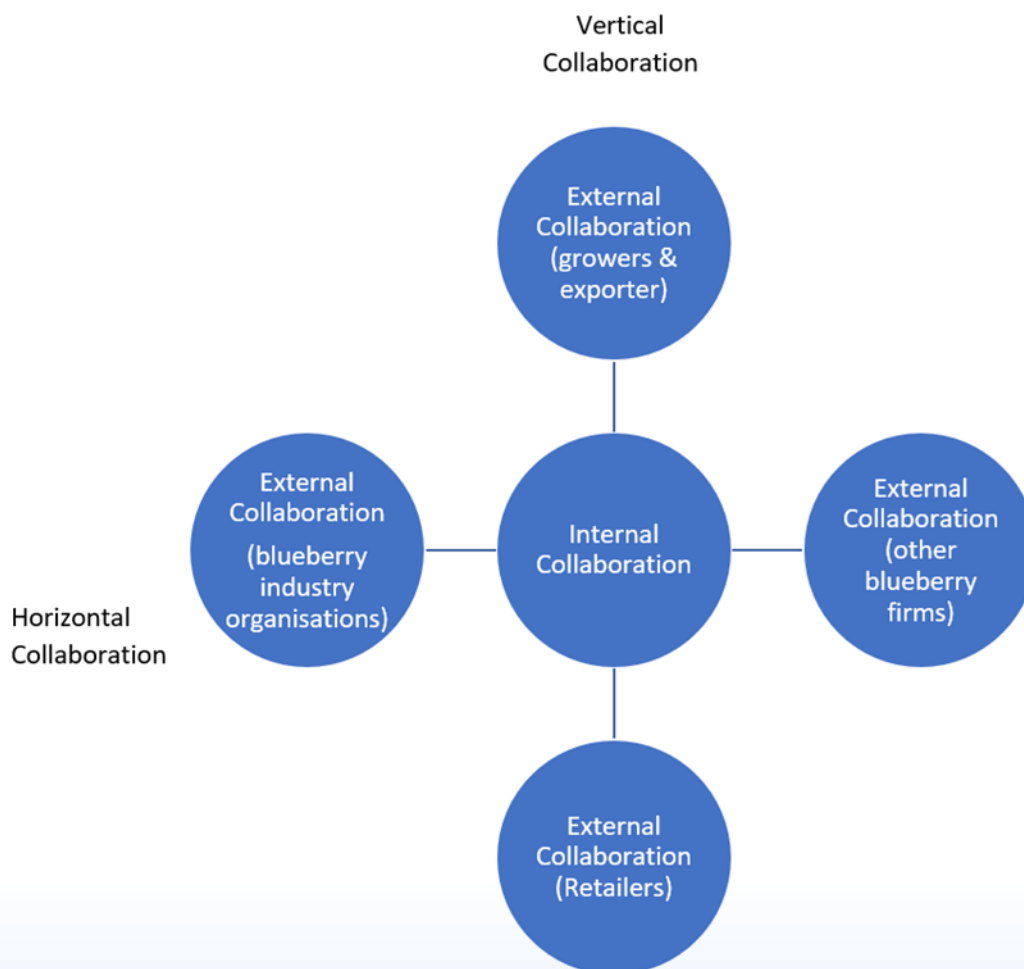 Vertical
Collaboration
External
Collaboration
(growers &
exporter)
External
Collaboration
(blueberry
industry
organisations)
Internal
Collaboration
External
Collaboration
(other
blueberry
firms)
Horizontal
Collaboration
External
Collaboration
(Retailers)